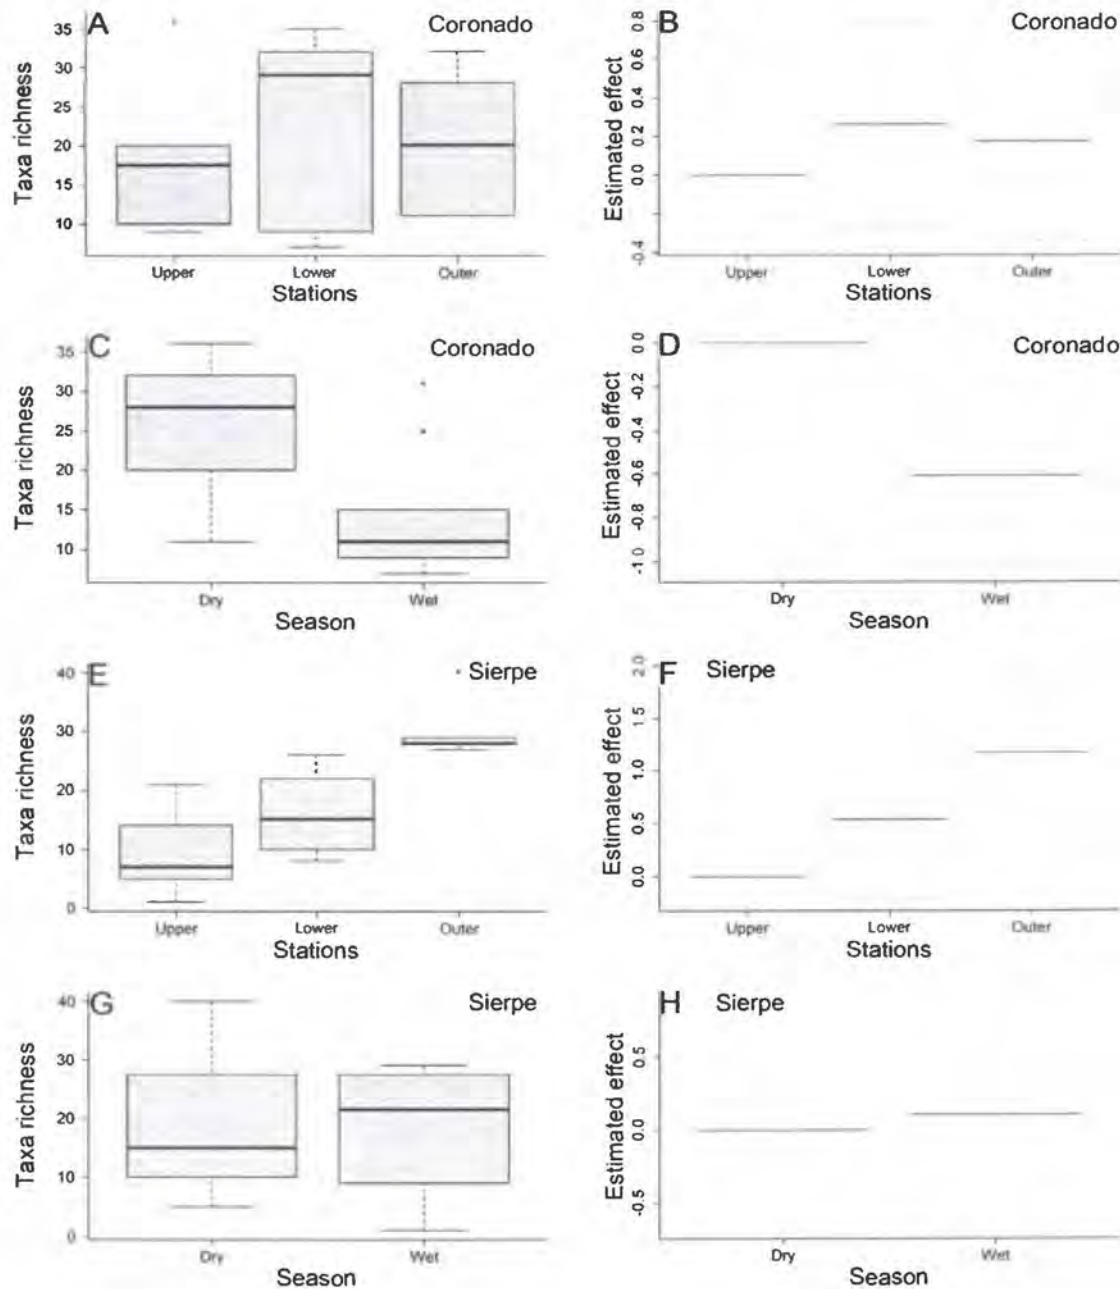 A
Coronado
35
30
25
20
15
10
Taxa richness
Upper
Lower
Outer
Stations
B
Coronado
0.8
0.6
0.4
0.2
0.0
-0.4
Estimated effect
Upper
Lower
Outer
Stations
C
Coronado
35
30
25
20
15
10
Taxa richness
Dry
Wet
Season
D
Coronado
0.0
-0.2
-0.4
-0.6
-0.8
-1.0
Estimated effect
Dry
Wet
Season
E
Sierpe
40
30
20
10
0
Taxa richness
Upper
Lower
Outer
Stations
F
Sierpe
2.0
1.5
1.0
0.5
0.0
Estimated effect
Upper
Lower
Outer
Stations
G
Sierpe
40
30
20
10
0
Taxa richness
Dry
Wet
Season
H
Sierpe
0.5
0.0
-0.5
Estimated effect
Dry
Wet
Season